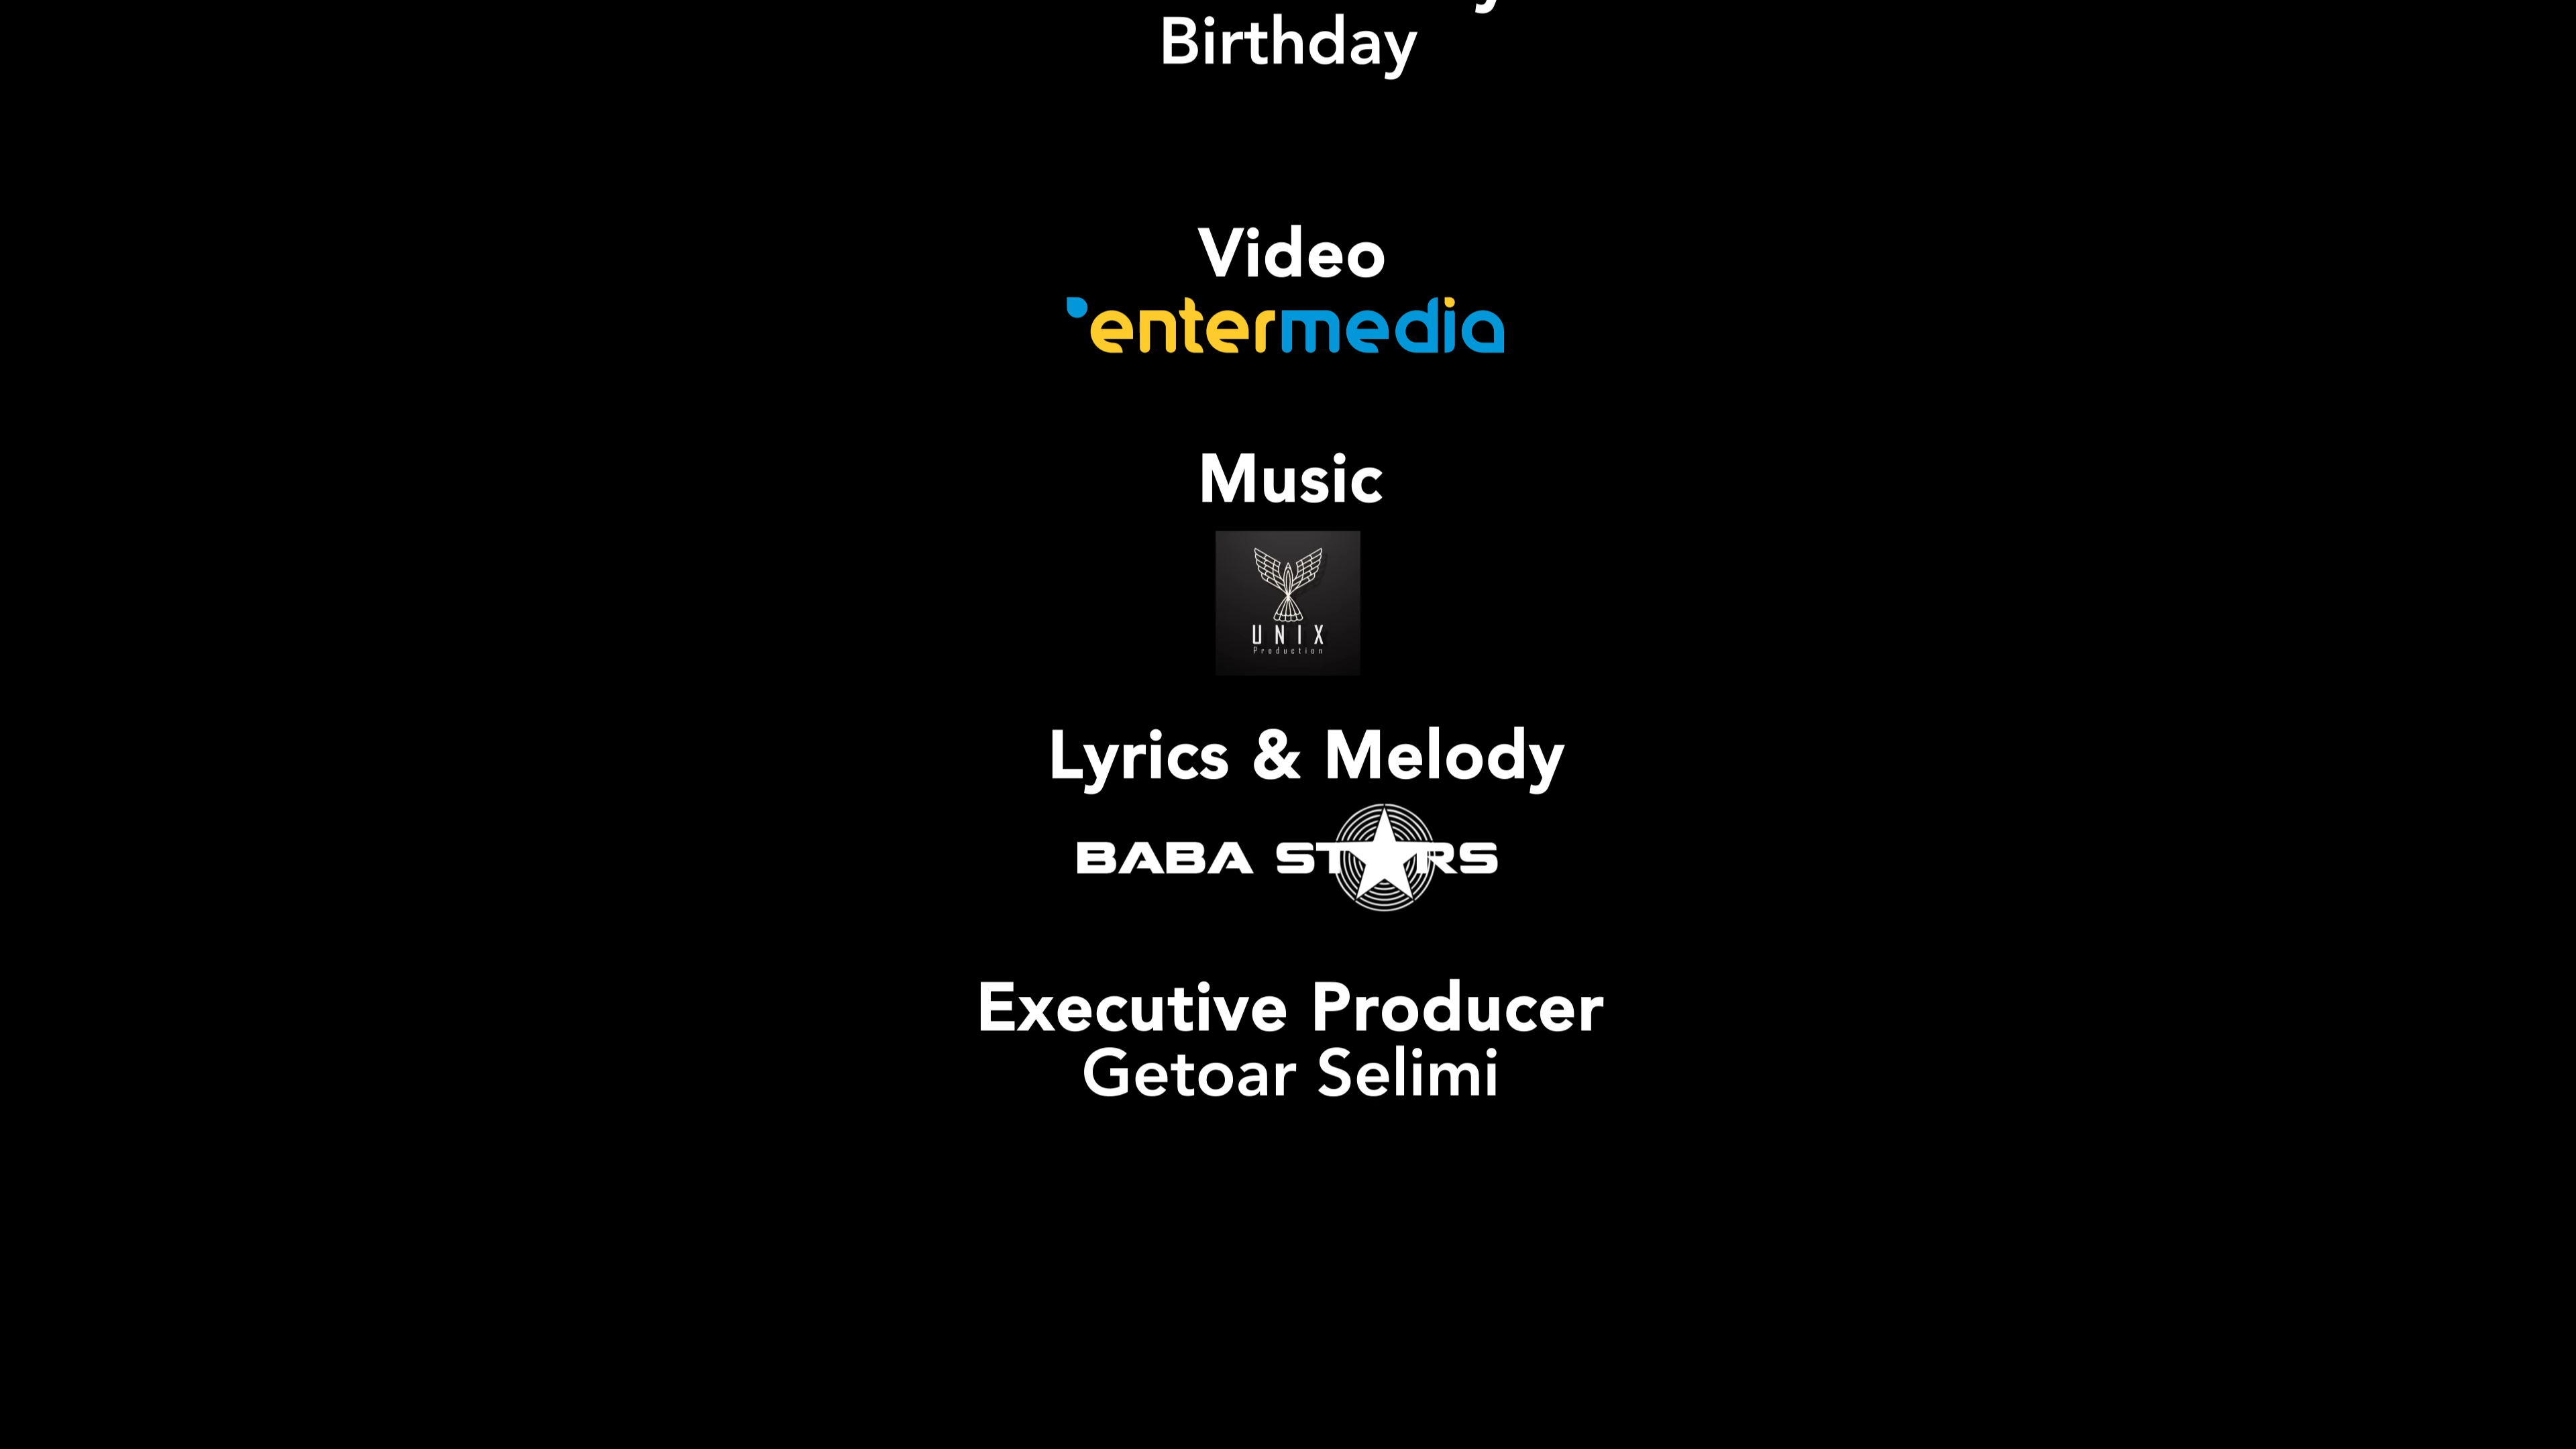 Birthday
Video
entermedia
Music
UNIX
Production
Lyrics & Melody
BABA STARS
Executive Producer
Getoar Selimi